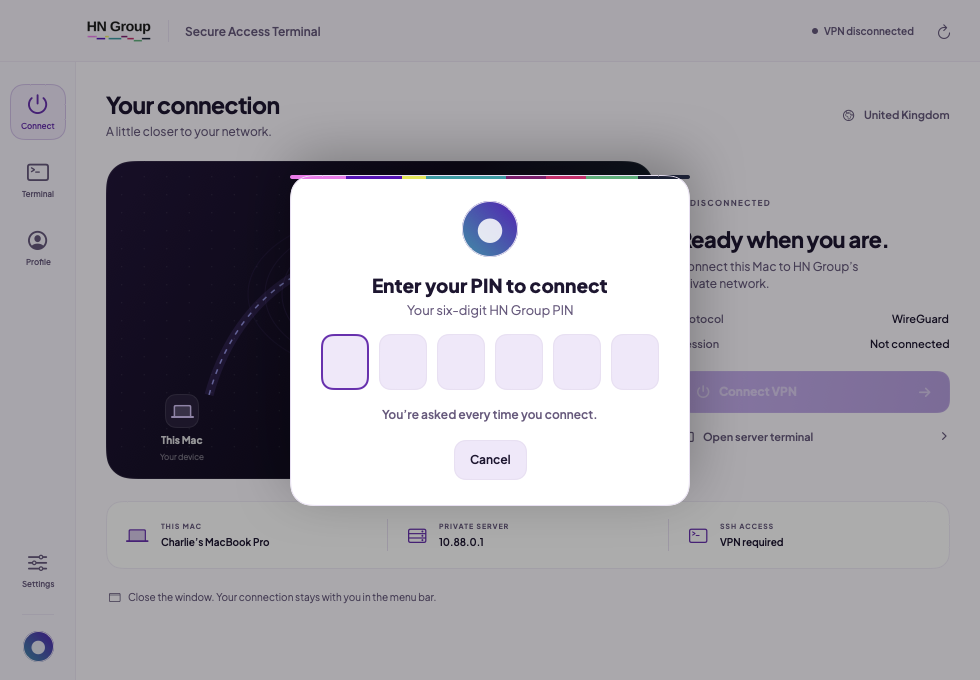 HN Group
Secure Access Terminal
VPN disconnected
Connect
Terminal
Profile
Settings
Your connection
A little closer to your network.
United Kingdom
This Mac
Your device
Enter your PIN to connect
Your six-digit HN Group PIN
You're asked every time you connect.
Cancel
DISCONNECTED
eady when you are.
onnect this Mac to HN Group's
ivate network.
otocol WireGuard
ession Not connected
Connect VPN
Open server terminal
THIS MAC
Charlie's MacBook Pro
PRIVATE SERVER
10.88.0.1
SSH ACCESS
VPN required
Close the window. Your connection stays with you in the menu bar.